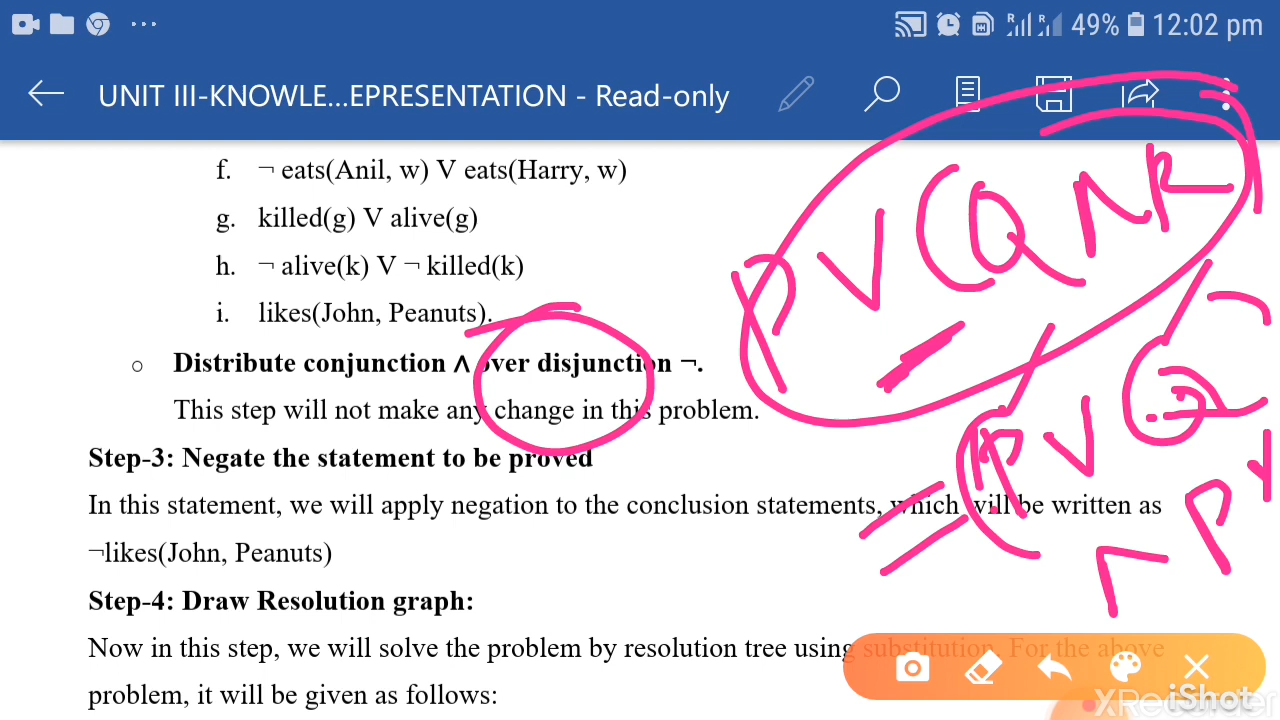 49% 12:02 pm
UNIT III-KNOWLE...EPRESENTATION - Read-only
f. ¬ eats(Anil, w) V eats(Harry, w)
g. killed(g) V alive(g)
h. ¬ alive(k) V ¬ killed(k)
i. likes(John, Peanuts).
P V (Q ∧ R
○ Distribute conjunction ∧ over disjunction ¬.
This step will not make any change in this problem.
= (P V
∧ P V
Step-3: Negate the statement to be proved
In this statement, we will apply negation to the conclusion statements, which will be written as
¬likes(John, Peanuts)
Step-4: Draw Resolution graph:
Now in this step, we will solve the problem by resolution tree using substitution. For the above
problem, it will be given as follows:
iShot
XRecorder